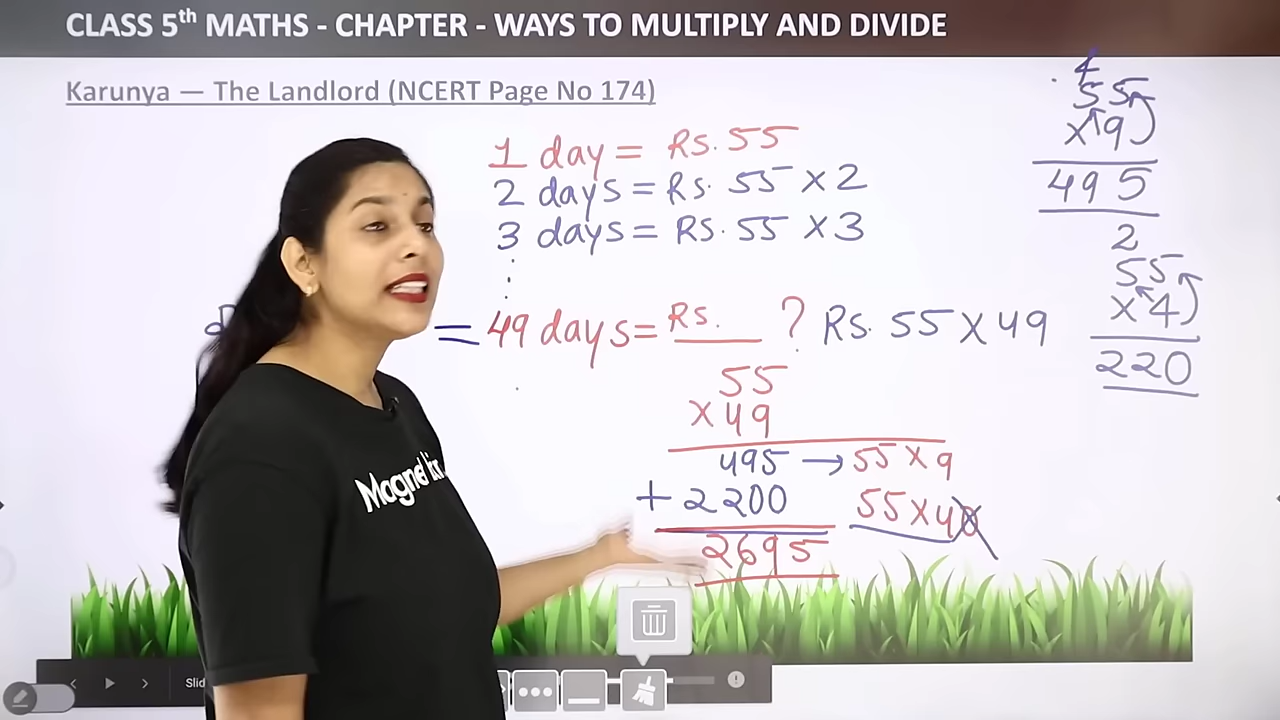 CLASS 5th MATHS - CHAPTER - WAYS TO MULTIPLY AND DIVIDE
Karunya — The Landlord (NCERT Page No 174)
1 day = Rs. 55
2 days = Rs. 55 × 2
3 days = Rs. 55 × 3
= 49 days = Rs. ? Rs. 55 × 49
55
× 49
495 → 55 × 9
+ 2200 55 × 40
2695
4
55
× 9
495
2
55
× 4
220
Slid